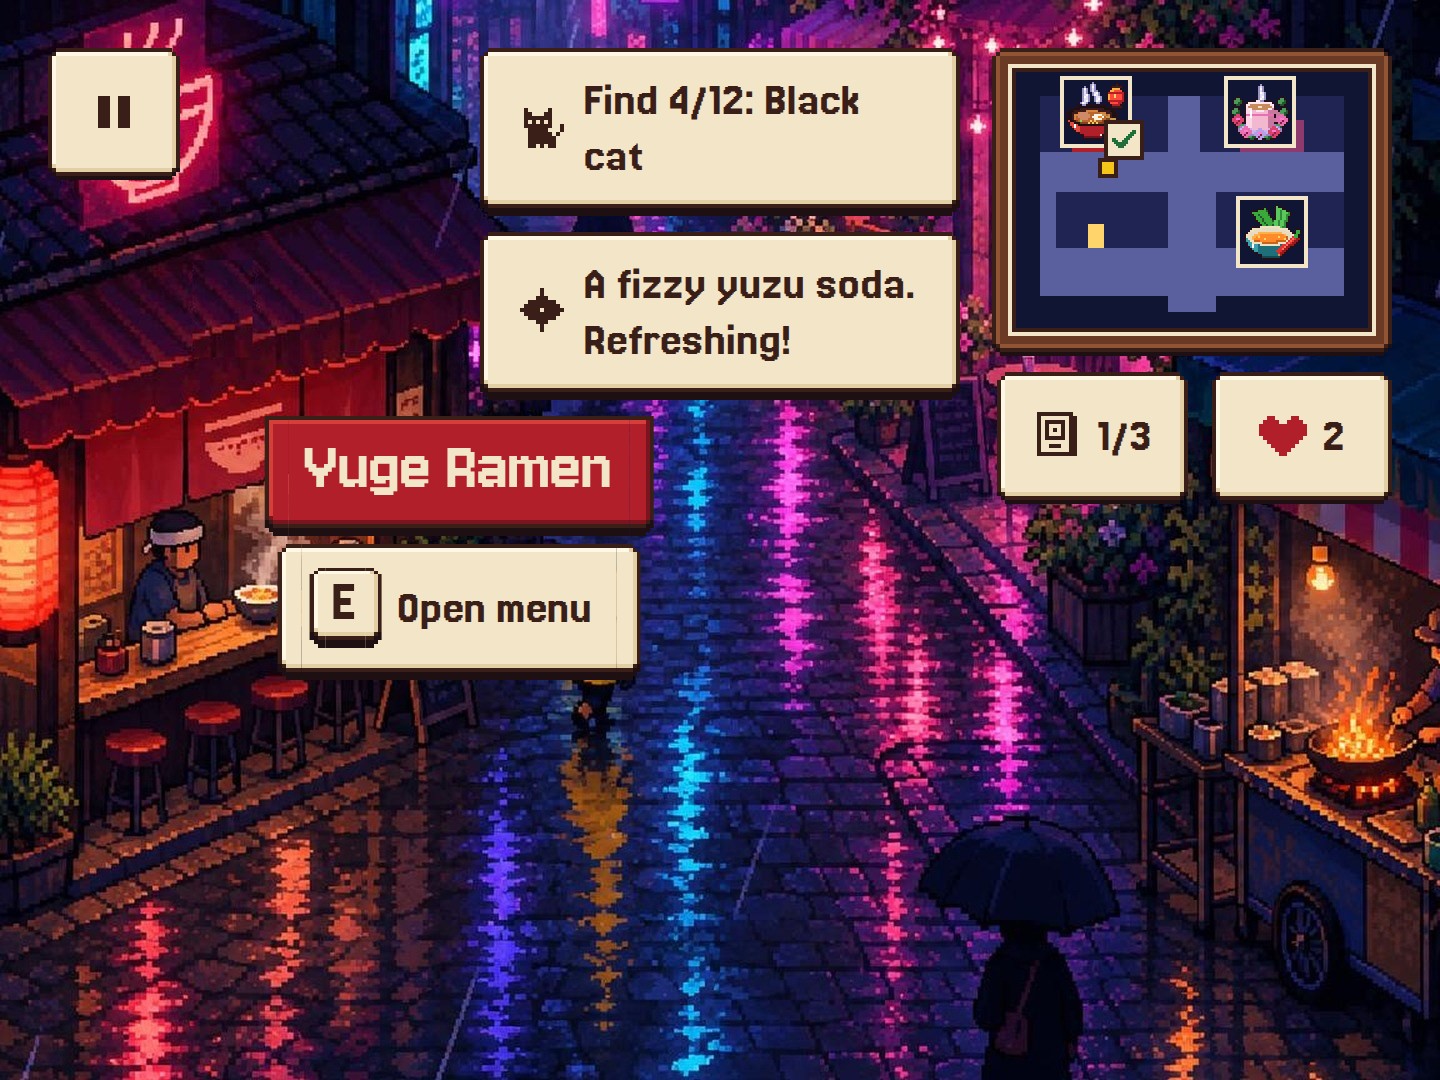 Find 4/12: Black
cat
A fizzy yuzu soda.
Refreshing!
1/3
2
Yuge Ramen
E
Open menu